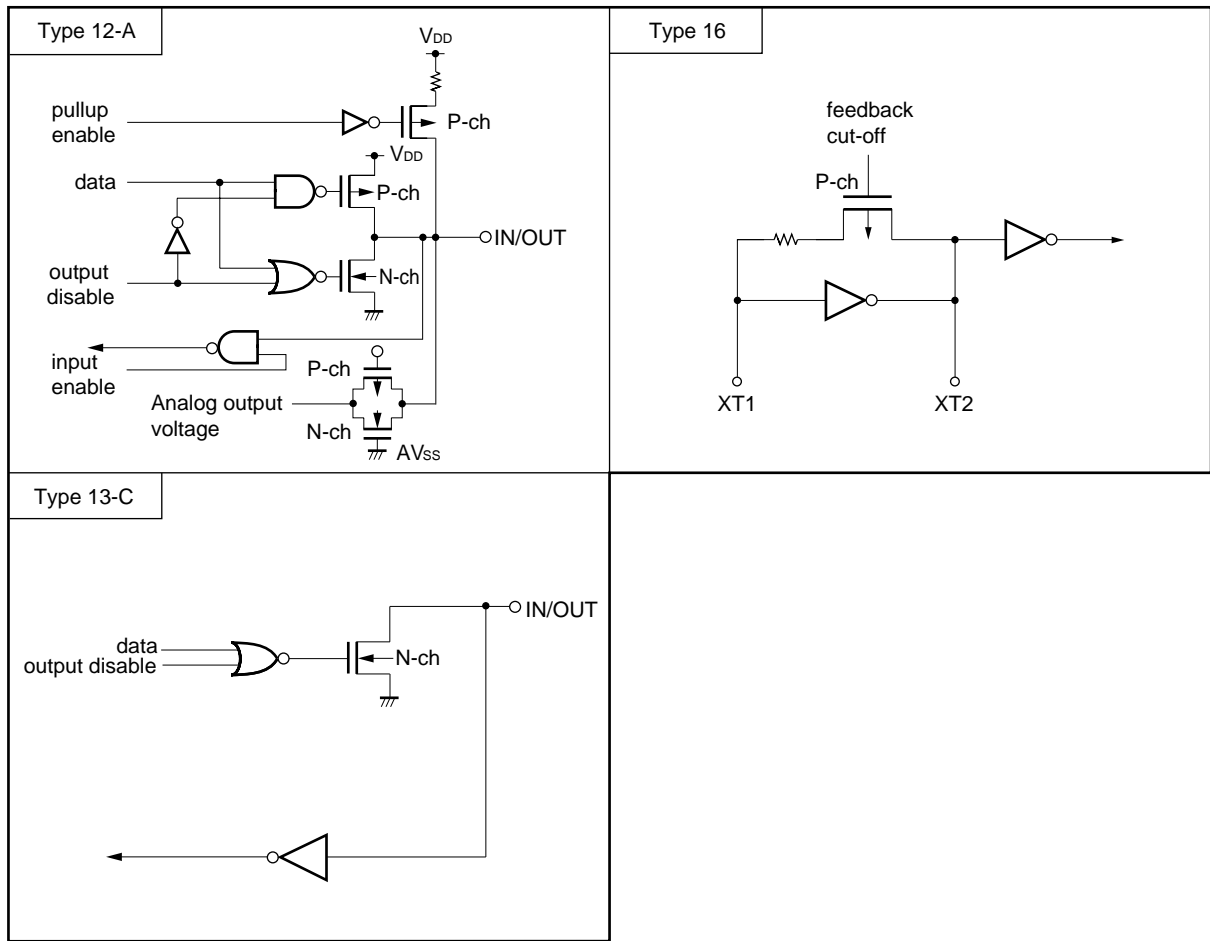 Type 12-A
VDD
pullup
enable
P-ch
VDD
data
P-ch
IN/OUT
output
disable
N-ch
input
enable
P-ch
Analog output
voltage
N-ch
AVSS
Type 16
feedback
cut-off
P-ch
XT1
XT2
Type 13-C
IN/OUT
data
output disable
N-ch